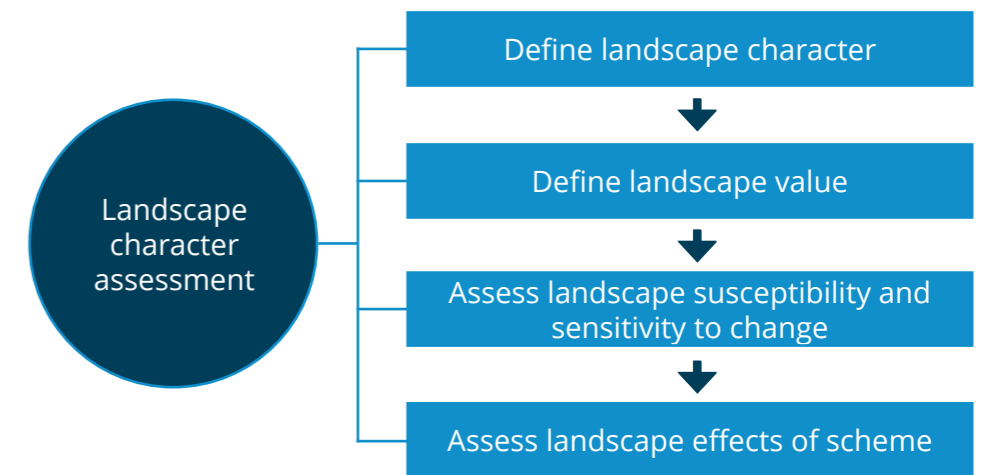 Landscape
character
assessment
Define landscape character
Define landscape value
Assess landscape susceptibility and
sensitivity to change
Assess landscape effects of scheme